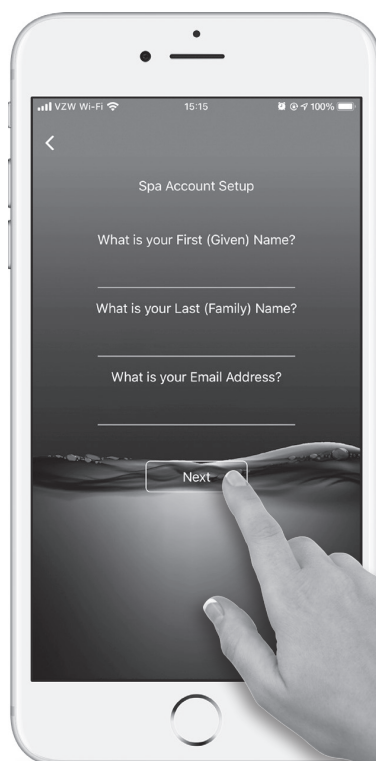 VZW Wi-Fi 15:15 100%
Spa Account Setup
What is your First (Given) Name?
What is your Last (Family) Name?
What is your Email Address?
Next